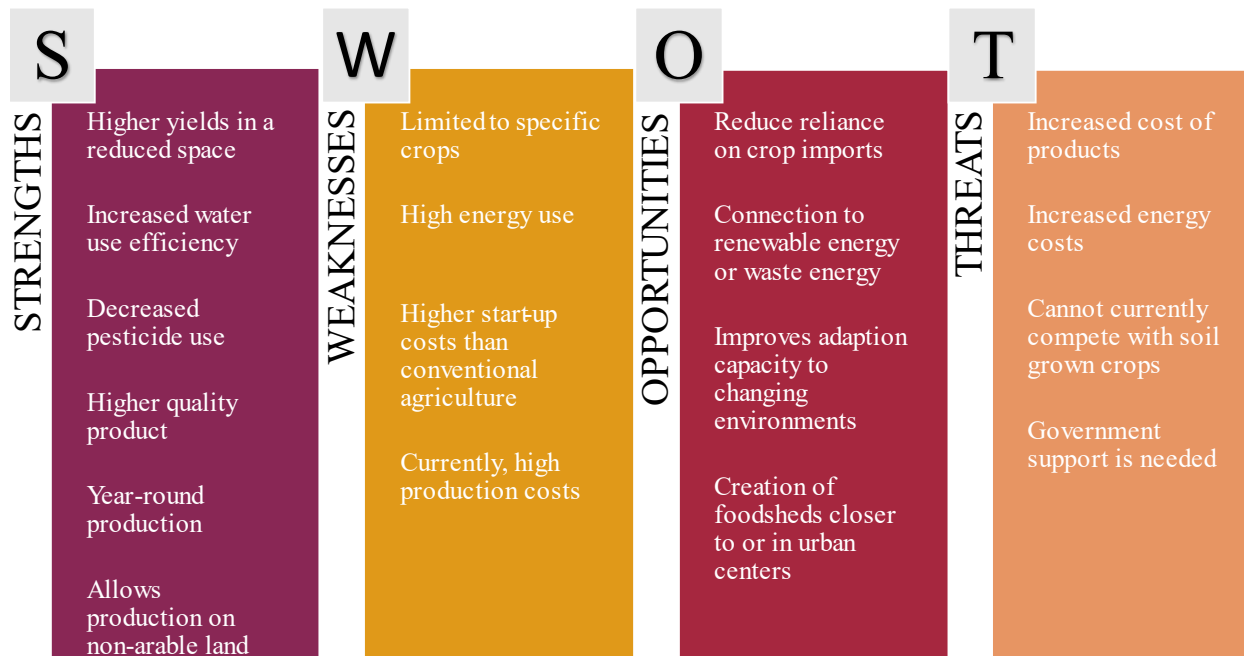 S
STRENGTHS
Higher yields in a
reduced space
Increased water
use efficiency
Decreased
pesticide use
Higher quality
product
Year-round
production
Allows
production on
non-arable land
W
WEAKNESSES
Limited to specific
crops
High energy use
Higher start-up
costs than
conventional
agriculture
Currently, high
production costs
O
OPPORTUNITIES
Reduce reliance
on crop imports
Connection to
renewable energy
or waste energy
Improves adaption
capacity to
changing
environments
Creation of
foodsheds closer
to or in urban
centers
T
THREATS
Increased cost of
products
Increased energy
costs
Cannot currently
compete with soil
grown crops
Government
support is needed